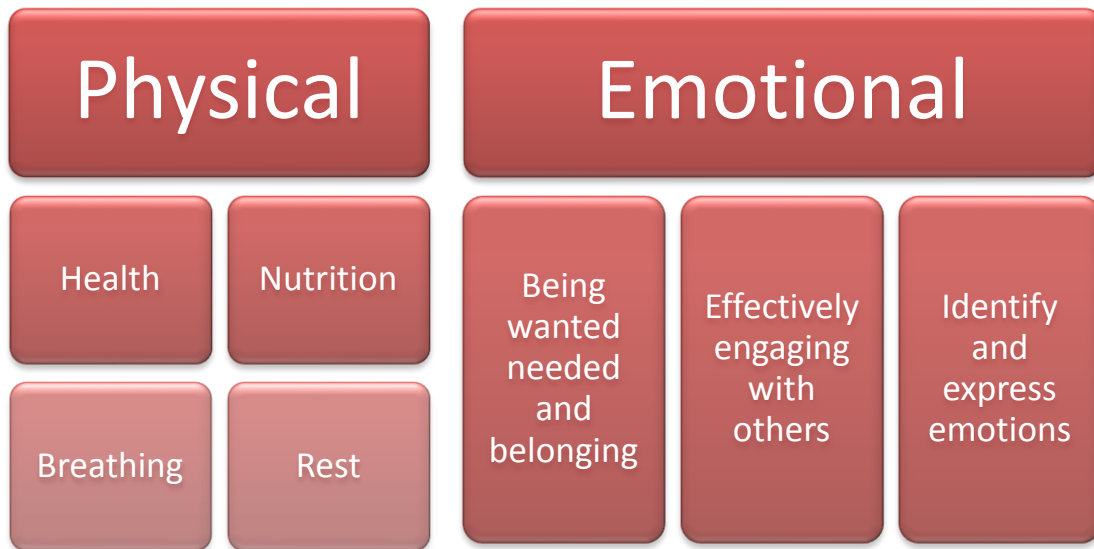 Physical
Emotional
Health
Nutrition
Breathing
Rest
Being
wanted
needed
and
belonging
Effectively
engaging
with
others
Identify
and
express
emotions